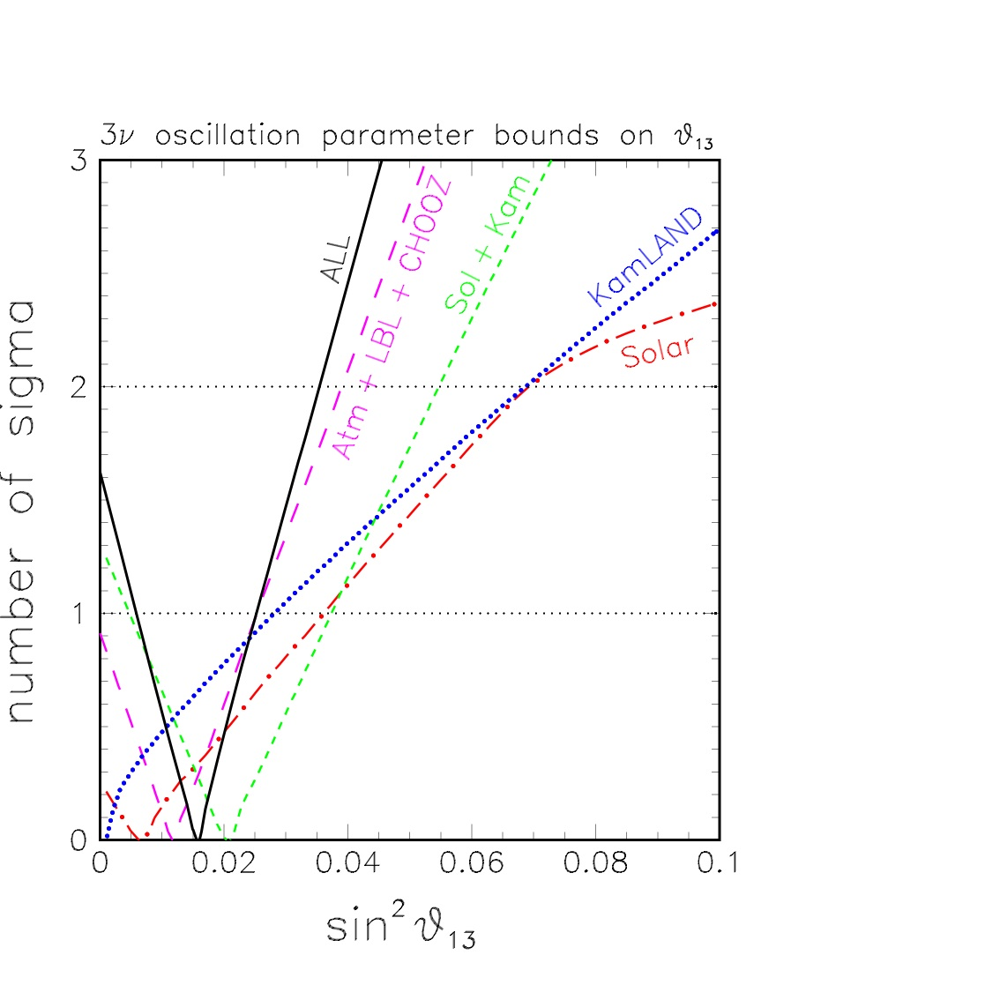 3ν oscillation parameter bounds on ϑ₁₃
number of sigma
3
2
1
0
ALL
Atm + LBL + CHOOZ
Sol + Kam
KamLAND
Solar
0 0.02 0.04 0.06 0.08 0.1
sin² ϑ₁₃